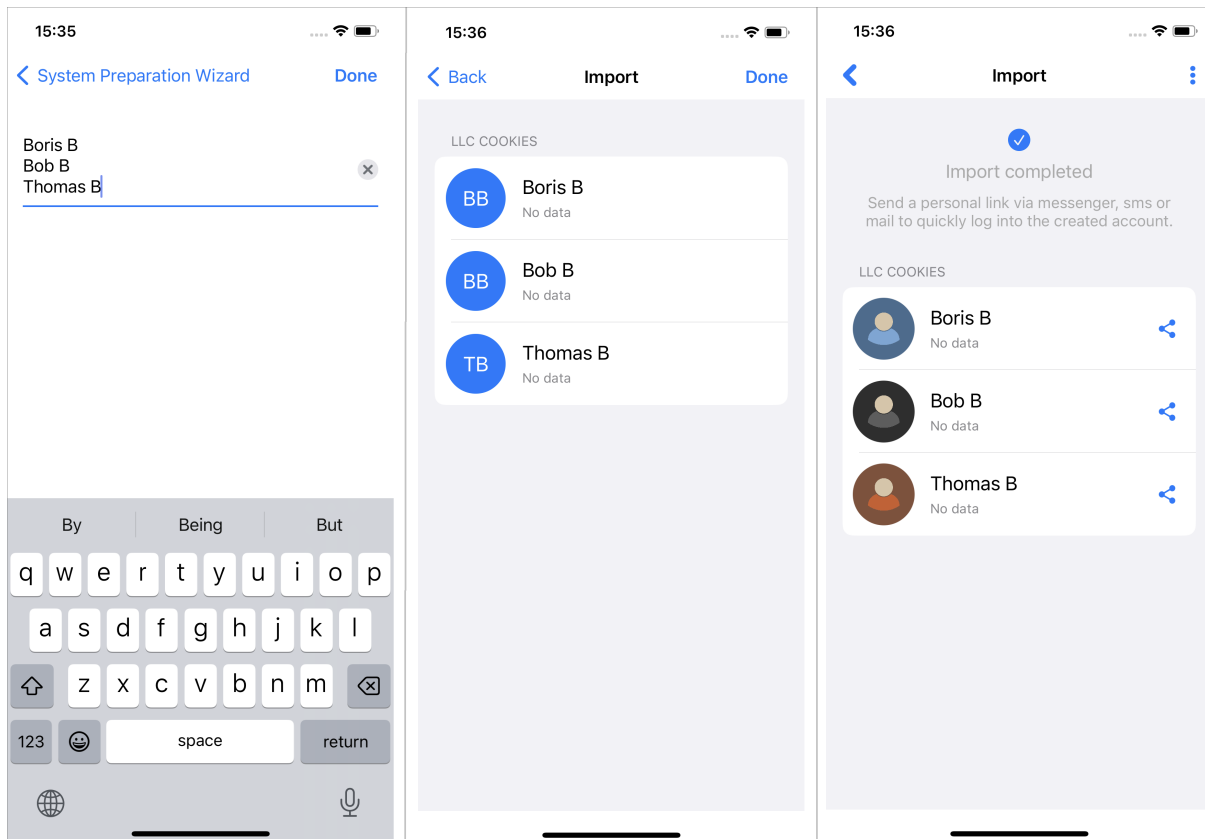 15:35
System Preparation Wizard Done
Boris B
Bob B
Thomas B
By Being But
q w e r t y u i o p
a s d f g h j k l
z x c v b n m
123 space return
15:36
Back Import Done
LLC COOKIES
BB Boris B
No data
BB Bob B
No data
TB Thomas B
No data
15:36
Import
Import completed
Send a personal link via messenger, sms or
mail to quickly log into the created account.
LLC COOKIES
Boris B
No data
Bob B
No data
Thomas B
No data